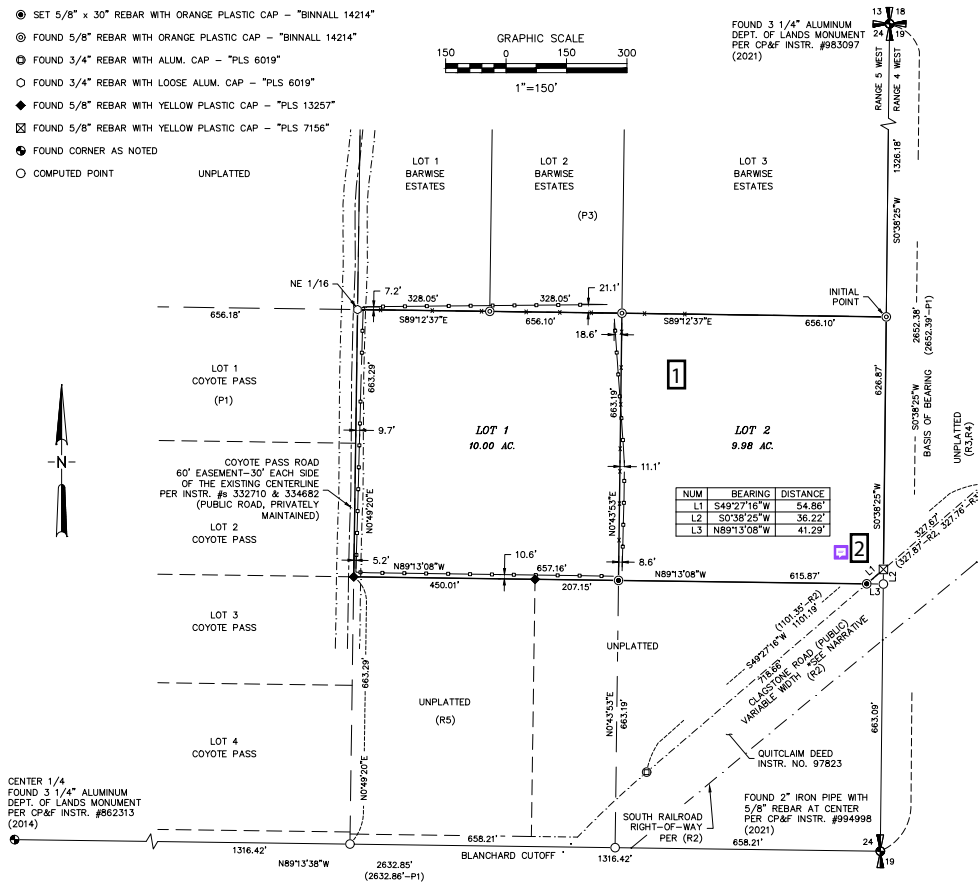 SET 5/8" x 30" REBAR WITH ORANGE PLASTIC CAP - "BINNALL 14214"
FOUND 5/8" REBAR WITH ORANGE PLASTIC CAP - "BINNALL 14214"
FOUND 3/4" REBAR WITH ALUM. CAP - "PLS 6019"
FOUND 3/4" REBAR WITH LOOSE ALUM. CAP - "PLS 6019"
FOUND 5/8" REBAR WITH YELLOW PLASTIC CAP - "PLS 13257"
FOUND 5/8" REBAR WITH YELLOW PLASTIC CAP - "PLS 7156"
FOUND CORNER AS NOTED
COMPUTED POINT
UNPLATTED
GRAPHIC SCALE
150 0 150 300
1"=150'
FOUND 3 1/4" ALUMINUM
DEPT. OF LANDS MONUMENT
PER CP&F INSTR. #983097
(2021)
13 18
24 19
RANGE 5 WEST
RANGE 4 WEST
1326.18'
S0°38'25"W
LOT 1
BARWISE
ESTATES
LOT 2
BARWISE
ESTATES
LOT 3
BARWISE
ESTATES
(P3)
NE 1/16
7.2'
328.05'
328.05'
21.1'
INITIAL
POINT
656.18'
S89°12'37"E
656.10'
656.10'
S89°12'37"E
18.6'
2652.38'
(2652.39'-P1)
S0°38'25"W
BASIS OF BEARING
UNPLATTED
(R3,R4)
626.87'
S0°38'25"W
LOT 1
COYOTE PASS
(P1)
663.29'
9.7'
N0°49'20"E
663.19'
11.1'
N0°43'53"E
1
LOT 1
10.00 AC.
LOT 2
9.98 AC.
COYOTE PASS ROAD
60' EASEMENT-30' EACH SIDE
OF THE EXISTING CENTERLINE
PER INSTR. #s 332710 & 334682
(PUBLIC ROAD, PRIVATELY
MAINTAINED)
LOT 2
COYOTE PASS
NUM BEARING DISTANCE
L1 S49°27'16"W 54.86'
L2 S0°38'25"W 36.22'
L3 N89°13'08"W 41.29'
2
327.67'
(327.87'-R2, 327.76'-R3)
5.2'
N89°13'08"W
10.6'
657.16'
8.6'
N89°13'08"W
615.87'
L1
L2
L3
450.01'
207.15'
LOT 3
COYOTE PASS
UNPLATTED
(1101.35'-R2)
S49°27'16"W 1101.19'
718.66'
CLAGSTONE ROAD (PUBLIC)
VARIABLE WIDTH *SEE NARRATIVE
(R2)
663.29'
N0°49'20"E
UNPLATTED
(R5)
N0°43'53"E
663.19'
663.09'
LOT 4
COYOTE PASS
QUITCLAIM DEED
INSTR. NO. 97823
CENTER 1/4
FOUND 3 1/4" ALUMINUM
DEPT. OF LANDS MONUMENT
PER CP&F INSTR. #862313
(2014)
SOUTH RAILROAD
RIGHT-OF-WAY
PER (R2)
FOUND 2" IRON PIPE WITH
5/8" REBAR AT CENTER
PER CP&F INSTR. #994998
(2021)
24
19
1316.42'
658.21'
BLANCHARD CUTOFF
1316.42'
658.21'
N89°13'38"W
2632.85'
(2632.86'-P1)
N